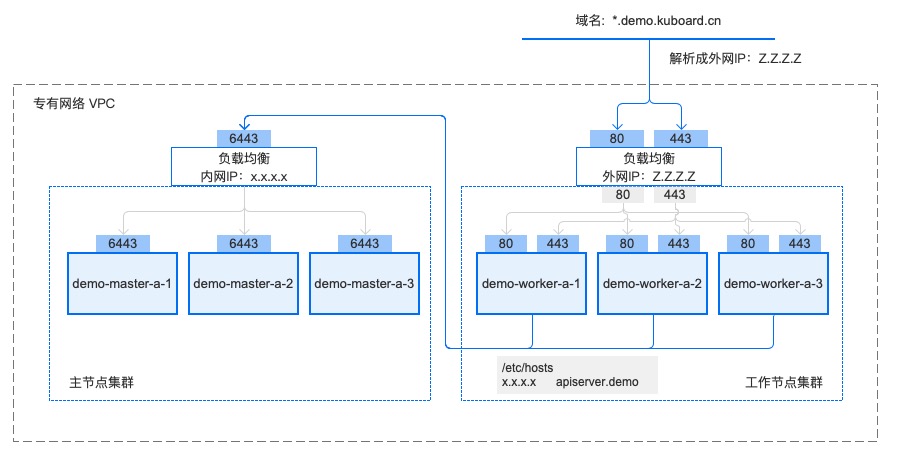 域名: *.demo.kuboard.cn
解析成外网IP: Z.Z.Z.Z
专有网络 VPC
6443
负载均衡
内网IP: x.x.x.x
80
443
负载均衡
外网IP: Z.Z.Z.Z
80
443
6443
6443
6443
demo-master-a-1
demo-master-a-2
demo-master-a-3
主节点集群
80
443
80
443
80
443
demo-worker-a-1
demo-worker-a-2
demo-worker-a-3
/etc/hosts
x.x.x.x apiserver.demo
工作节点集群